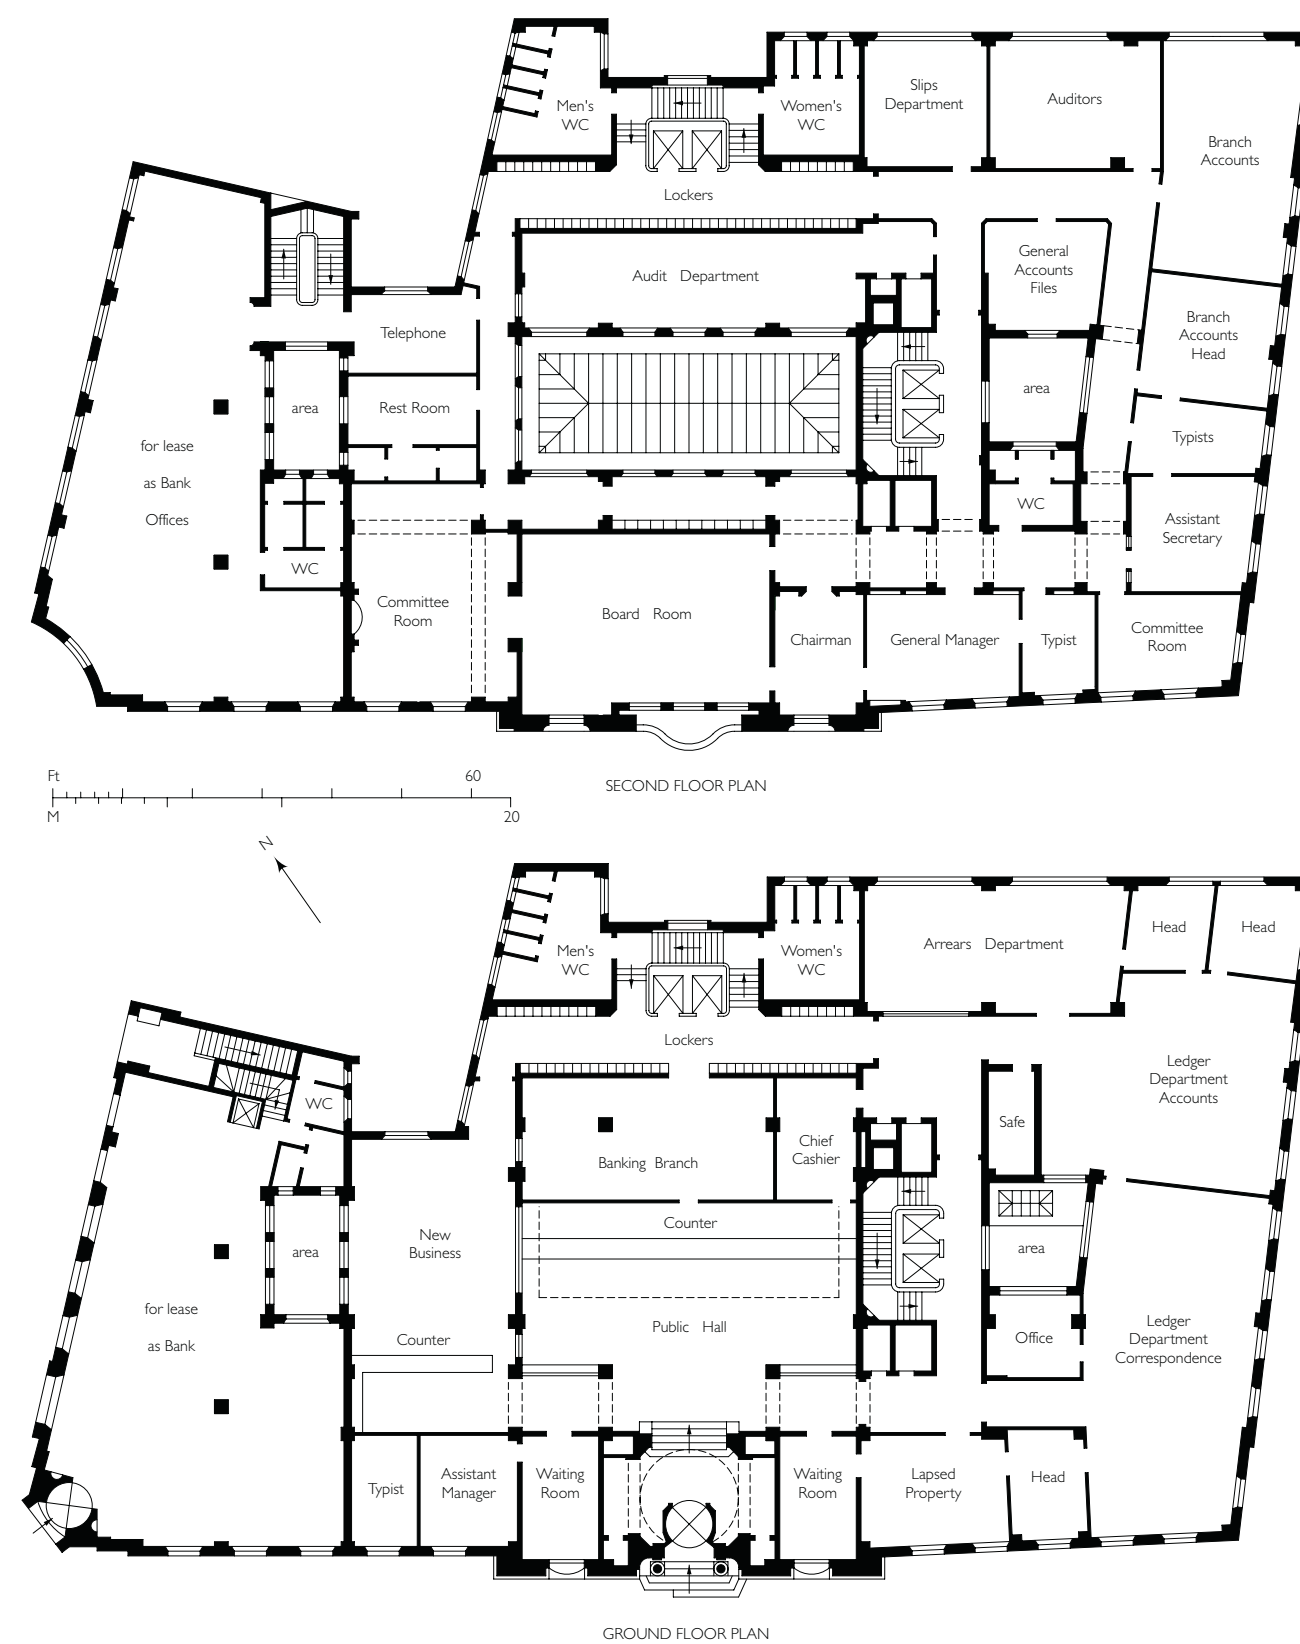 Men's
WC
Women's
WC
Slips
Department
Auditors
Branch
Accounts
Lockers
Audit Department
General
Accounts
Files
Telephone
Branch
Accounts
Head
area
Rest Room
area
for lease
as Bank
Offices
Typists
WC
WC
Assistant
Secretary
Committee
Room
Board Room
Chairman
General Manager
Typist
Committee
Room
Ft
60
M
20
SECOND FLOOR PLAN
N
Men's
WC
Women's
WC
Arrears Department
Head
Head
Lockers
Ledger
Department
Accounts
WC
Safe
Banking Branch
Chief
Cashier
Counter
New
Business
area
area
for lease
as Bank
Counter
Public Hall
Office
Ledger
Department
Correspondence
Typist
Assistant
Manager
Waiting
Room
Waiting
Room
Lapsed
Property
Head
GROUND FLOOR PLAN